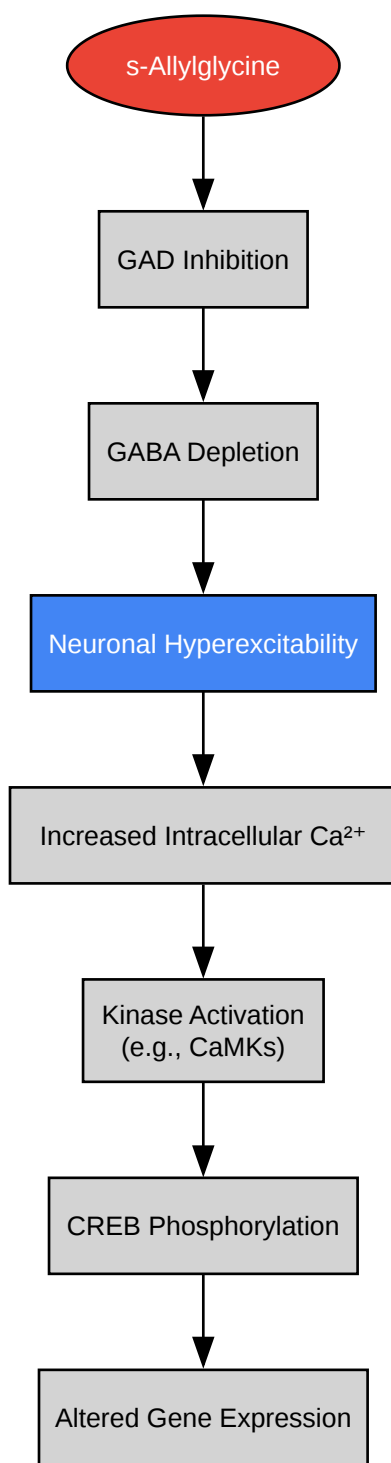 s-Allylglycine
GAD Inhibition
GABA Depletion
Neuronal Hyperexcitability
Increased Intracellular Ca²⁺
Kinase Activation
(e.g., CaMKs)
CREB Phosphorylation
Altered Gene Expression